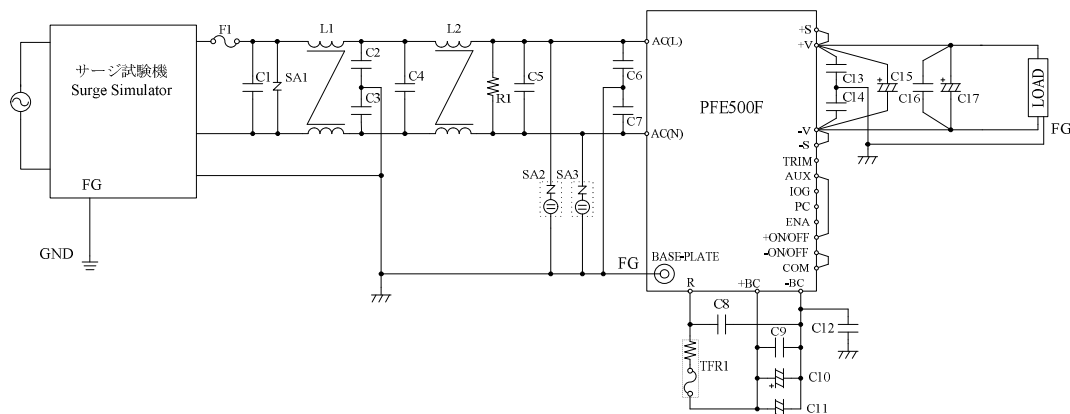 サージ試験機
Surge Simulator
FG
GND
F1
C1
SA1
L1
C2
C3
C4
L2
R1
C5
SA2
SA3
C6
C7
FG
AC(L)
AC(N)
PFE500F
BASE-PLATE
R
+BC
-BC
+S
+V
-V
-S
TRIM
AUX
IOG
PC
ENA
+ON/OFF
-ON/OFF
COM
C8
C9
TFR1
C10
C11
C12
C13
C14
C15
C16
C17
LOAD
FG